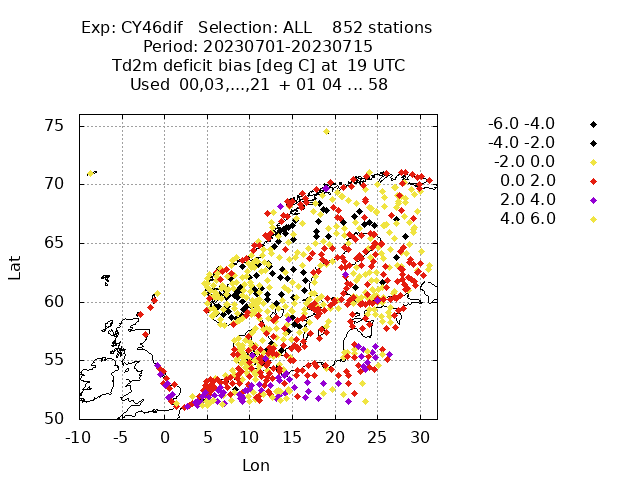 Exp: CY46dif   Selection: ALL    852 stations
Period: 20230701-20230715
Td2m deficit bias [deg C] at  19 UTC
Used  00,03,...,21  + 01 04 ... 58
75
70
65
60
55
50
Lat
-10 -5 0 5 10 15 20 25 30
Lon
-6.0 -4.0
-4.0 -2.0
-2.0 0.0
0.0 2.0
2.0 4.0
4.0 6.0